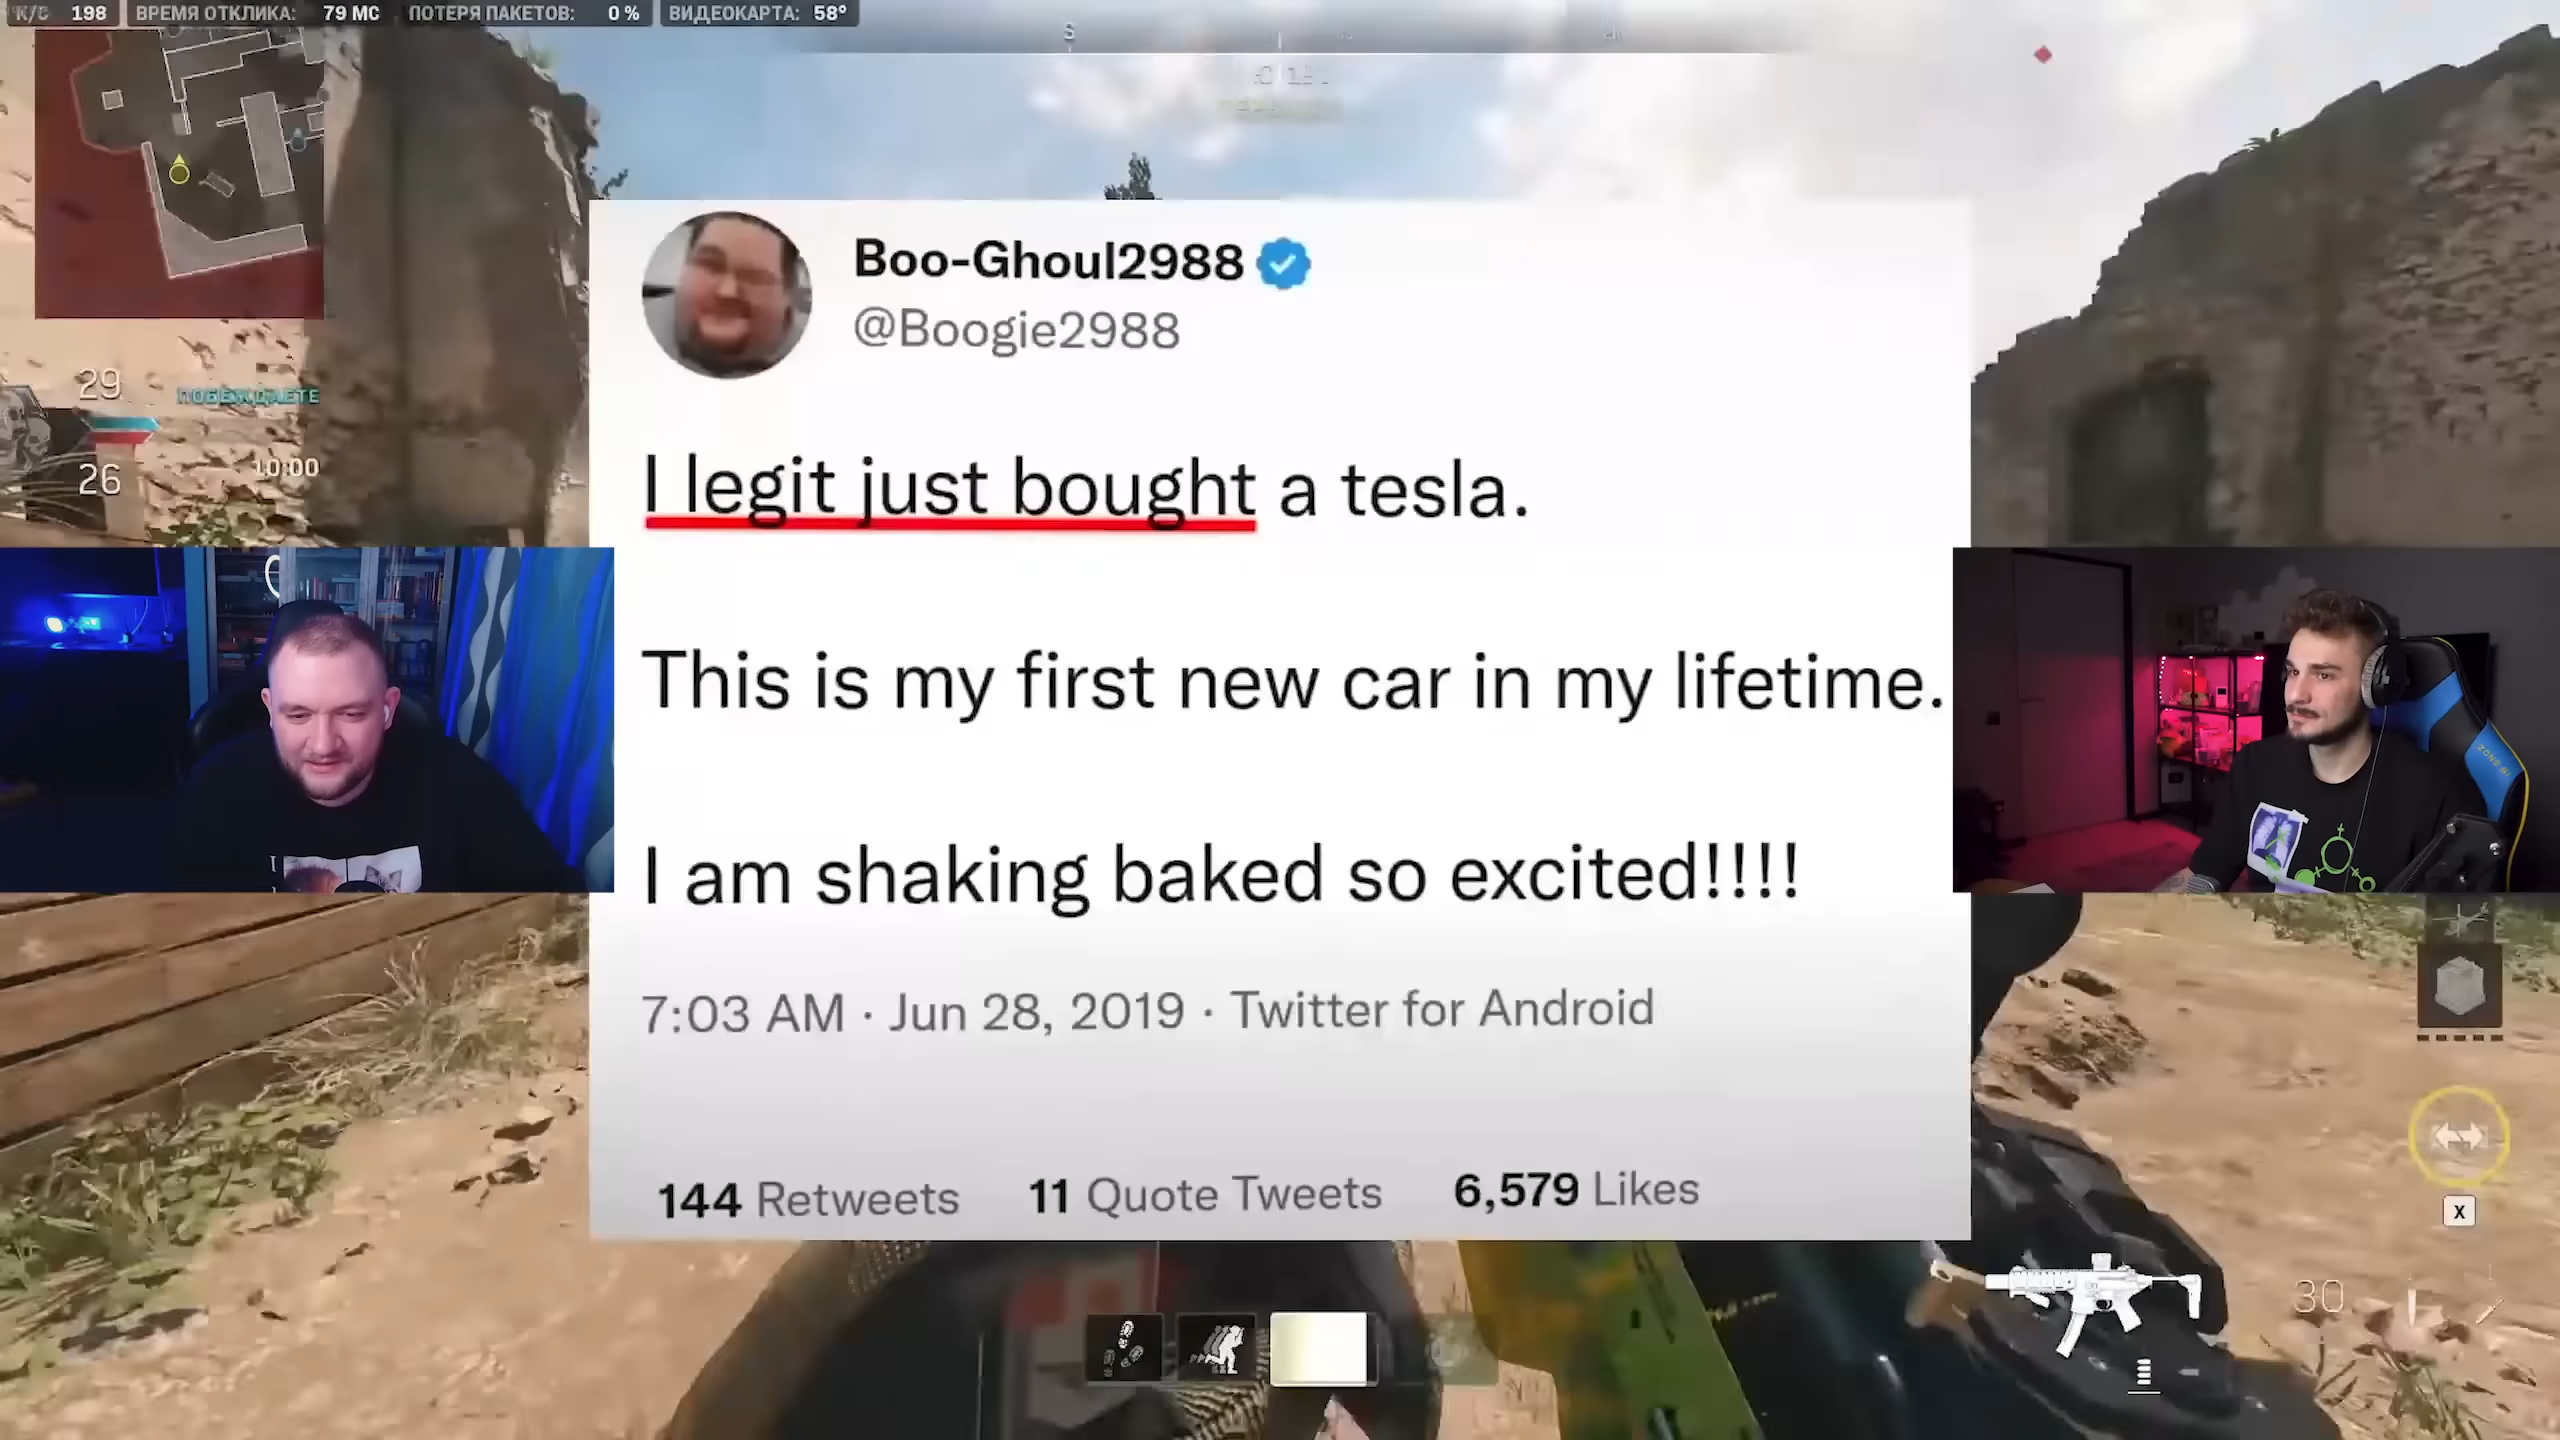 К/С 198 ВРЕМЯ ОТКЛИКА: 79 МС ПОТЕРЯ ПАКЕТОВ: 0 % ВИДЕОКАРТА: 58°
S
29
ПОБЕЖДАЕТЕ
10:00
26
Boo-Ghoul2988
@Boogie2988
I legit just bought a tesla.
This is my first new car in my lifetime.
I am shaking baked so excited!!!!
7:03 AM · Jun 28, 2019 · Twitter for Android
144 Retweets 11 Quote Tweets 6,579 Likes
X
30